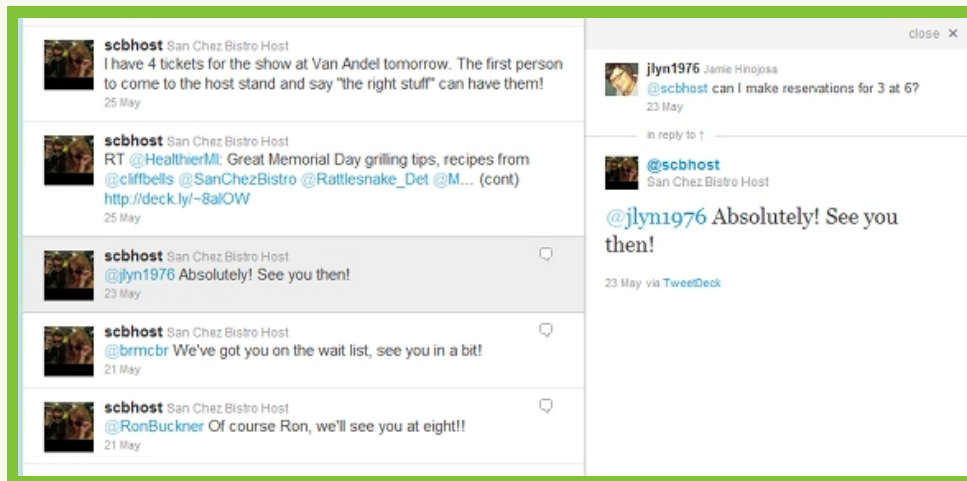 scbhost San Chez Bistro Host
I have 4 tickets for the show at Van Andel tomorrow. The first person
to come to the host stand and say "the right stuff" can have them!
25 May
scbhost San Chez Bistro Host
RT @HealthierMI: Great Memorial Day grilling tips, recipes from
@cliffbells @SanChezBistro @Rattlesnake_Det @M... (cont)
http://deck.ly/~8alOW
25 May
scbhost San Chez Bistro Host
@jlyn1976 Absolutely! See you then!
23 May
scbhost San Chez Bistro Host
@brmcbr We've got you on the wait list, see you in a bit!
21 May
scbhost San Chez Bistro Host
@RonBuckner Of course Ron, we'll see you at eight!!
21 May
close ×
jlyn1976 Jamie Hinojosa
@scbhost can I make reservations for 3 at 6?
23 May
in reply to ↑
@scbhost
San Chez Bistro Host
@jlyn1976 Absolutely! See you
then!
23 May via TweetDeck